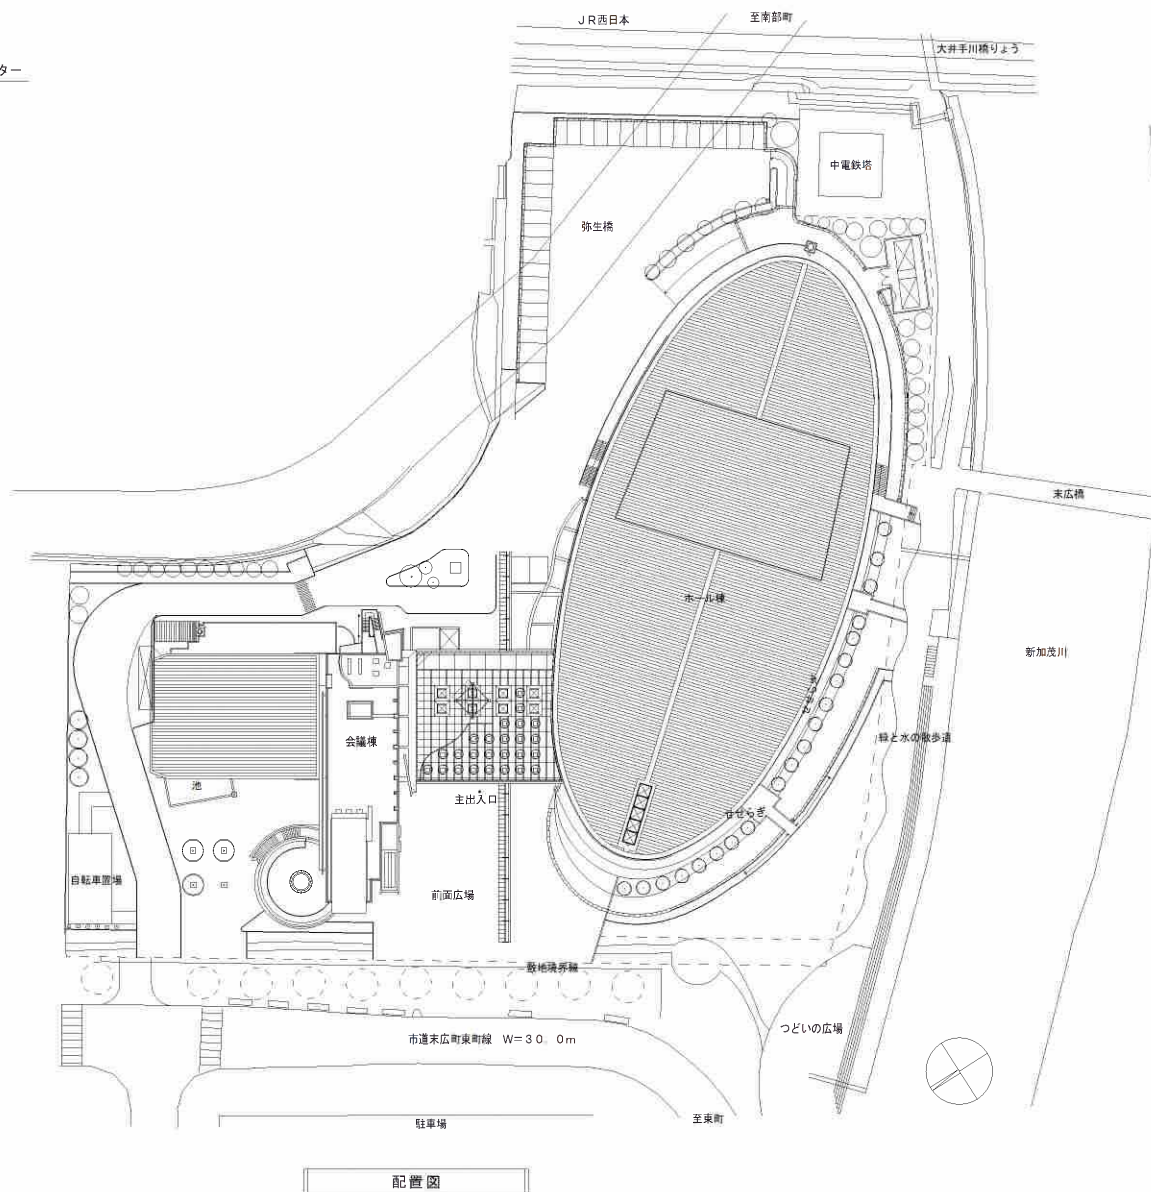 ＪＲ西日本
至南部町
大井手川橋りょう
ター
中電鉄塔
弥生橋
末広橋
ホール棟
新加茂川
緑と水の散歩道
会議棟
池
主出入口
せせらぎ
自転車置場
前面広場
敷地境界線
つどいの広場
市道末広町東町線 W=30.0m
至東町
駐車場
配置図